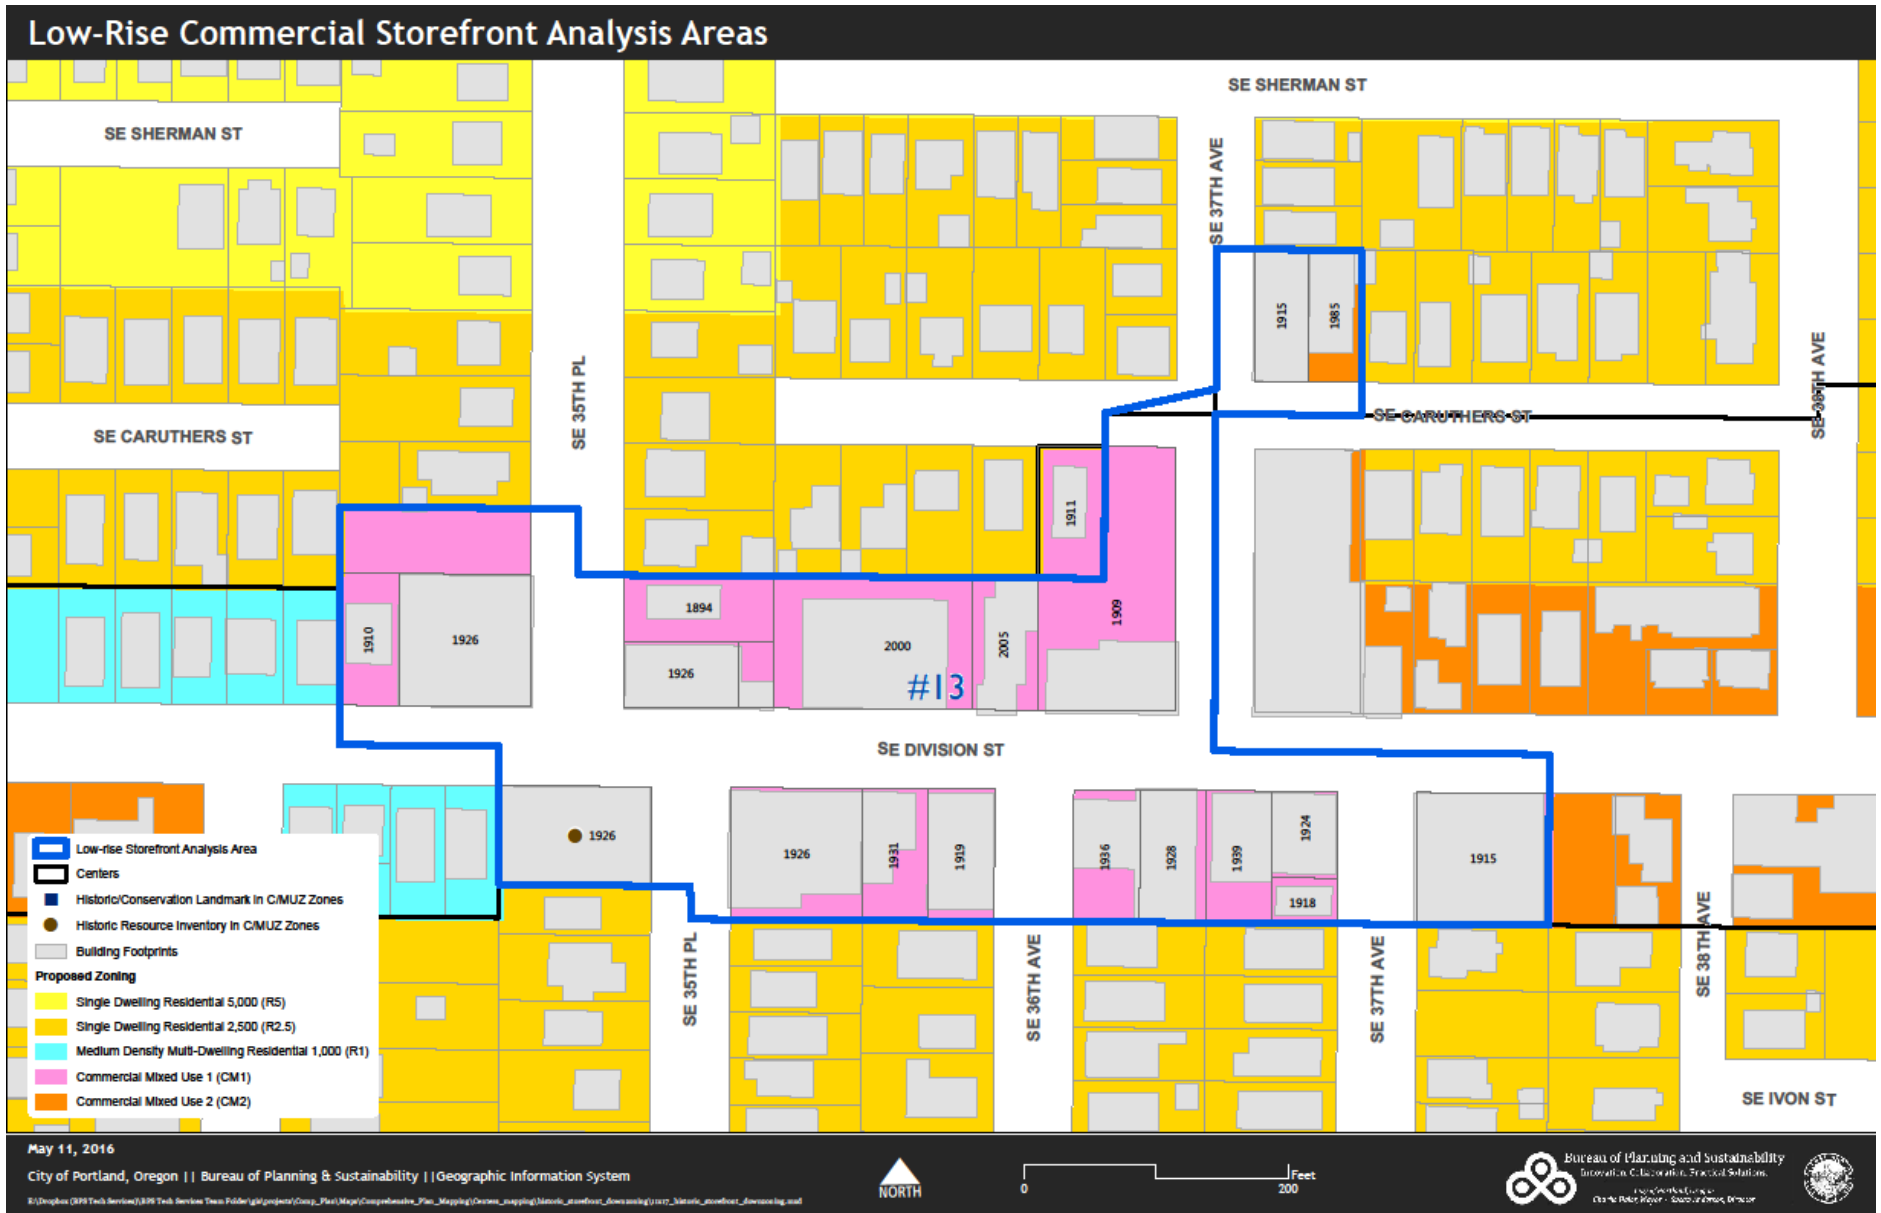 Low-Rise Commercial Storefront Analysis Areas
SE SHERMAN ST
SE SHERMAN ST
SE 37TH AVE
1915
1985
SE 35TH PL
SE 38TH AVE
SE CARUTHERS ST
SE CARUTHERS ST
1911
1894
1909
1910
1926
2000
2005
1926
#13
SE DIVISION ST
1926
1926
1931
1919
1936
1928
1939
1924
1918
1915
SE 35TH PL
SE 36TH AVE
SE 37TH AVE
SE 38TH AVE
SE IVON ST
Low-rise Storefront Analysis Area
Centers
Historic/Conservation Landmark in C/MUZ Zones
Historic Resource Inventory in C/MUZ Zones
Building Footprints
Proposed Zoning
Single Dwelling Residential 5,000 (R5)
Single Dwelling Residential 2,500 (R2.5)
Medium Density Multi-Dwelling Residential 1,000 (R1)
Commercial Mixed Use 1 (CM1)
Commercial Mixed Use 2 (CM2)
May 11, 2016
City of Portland, Oregon || Bureau of Planning & Sustainability ||Geographic Information System
NORTH
0
200
Feet
Bureau of Planning and Sustainability
Innovation. Collaboration. Practical Solutions.